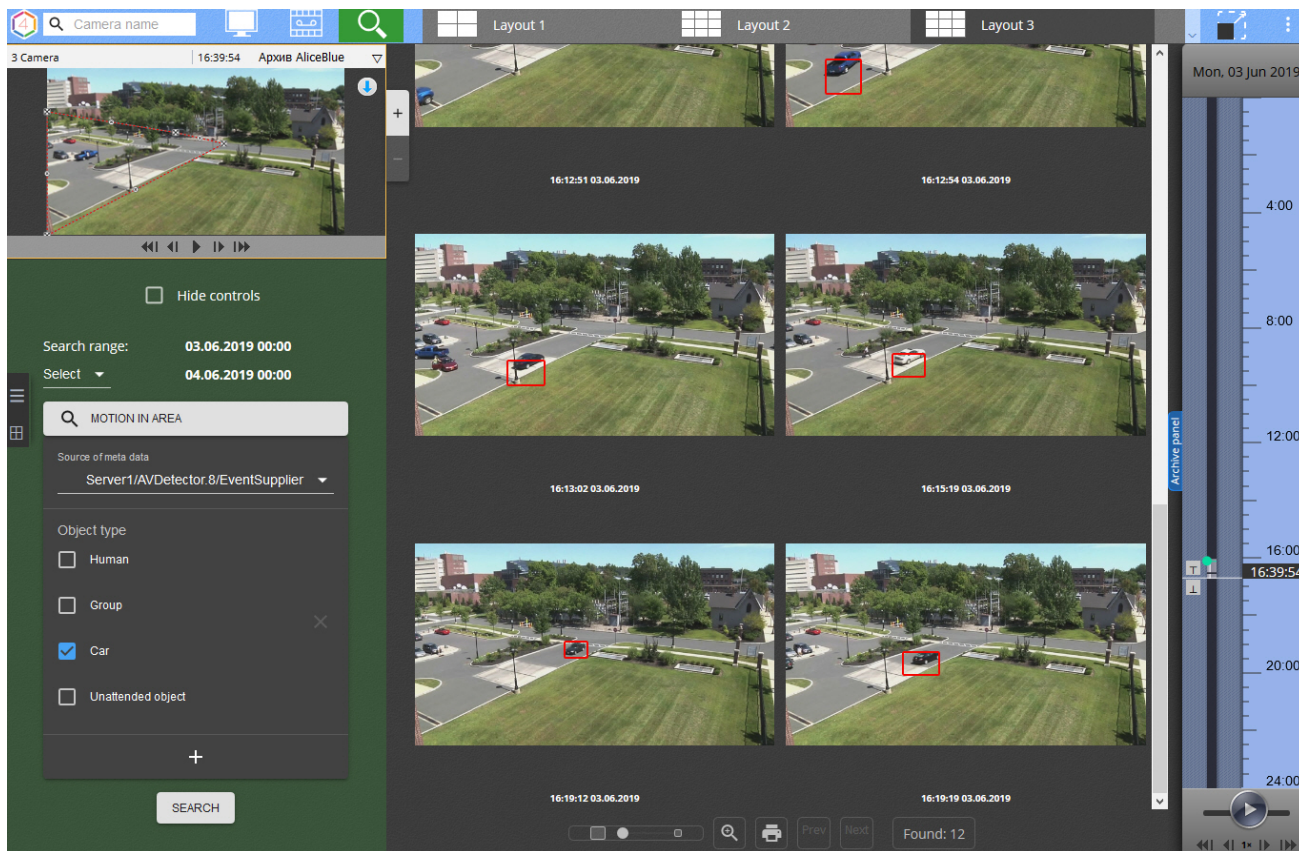 4
Camera name
Layout 1
Layout 2
Layout 3
3 Camera
16:39:54
Архив AliceBlue
Mon, 03 Jun 2019
+
−
16:12:51 03.06.2019
16:12:54 03.06.2019
Hide controls
Search range:
03.06.2019 00:00
Select
04.06.2019 00:00
MOTION IN AREA
Source of meta data
Server1/AVDetector.8/EventSupplier
Object type
Human
Group
Car
Unattended object
+
SEARCH
16:13:02 03.06.2019
16:15:19 03.06.2019
16:19:12 03.06.2019
16:19:19 03.06.2019
Prev
Next
Found: 12
Archive panel
4:00
8:00
12:00
16:00
16:39:54
20:00
24:00
1x